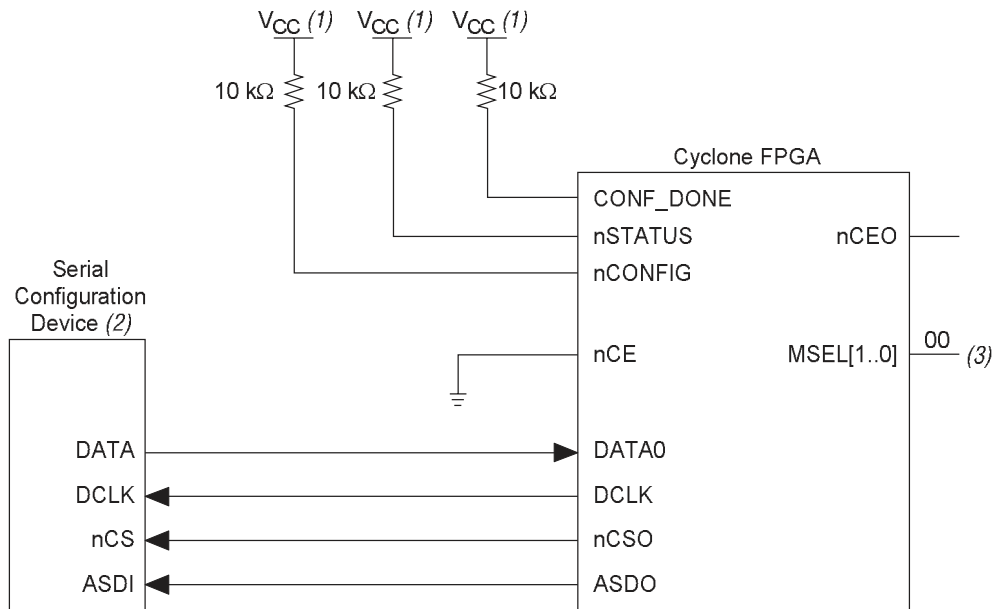 VCC (1) VCC (1) VCC (1)
10 kΩ 10 kΩ 10 kΩ
Cyclone FPGA
CONF_DONE
nSTATUS nCEO
nCONFIG
Serial
Configuration
Device (2)
nCE MSEL[1..0] 00 (3)
DATA DATA0
DCLK DCLK
nCS nCSO
ASDI ASDO